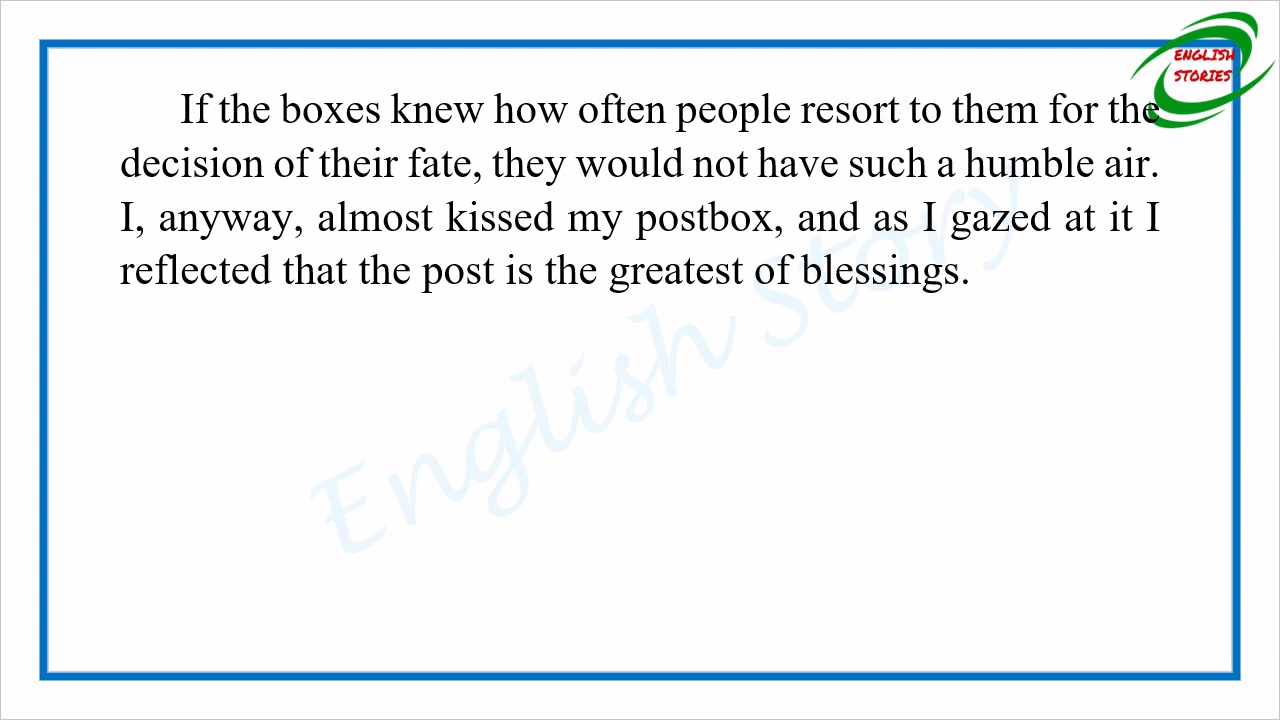 ENGLISH
STORIES
If the boxes knew how often people resort to them for the
decision of their fate, they would not have such a humble air.
I, anyway, almost kissed my postbox, and as I gazed at it I
reflected that the post is the greatest of blessings.
English Story